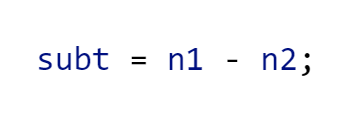 subt = n1 - n2;